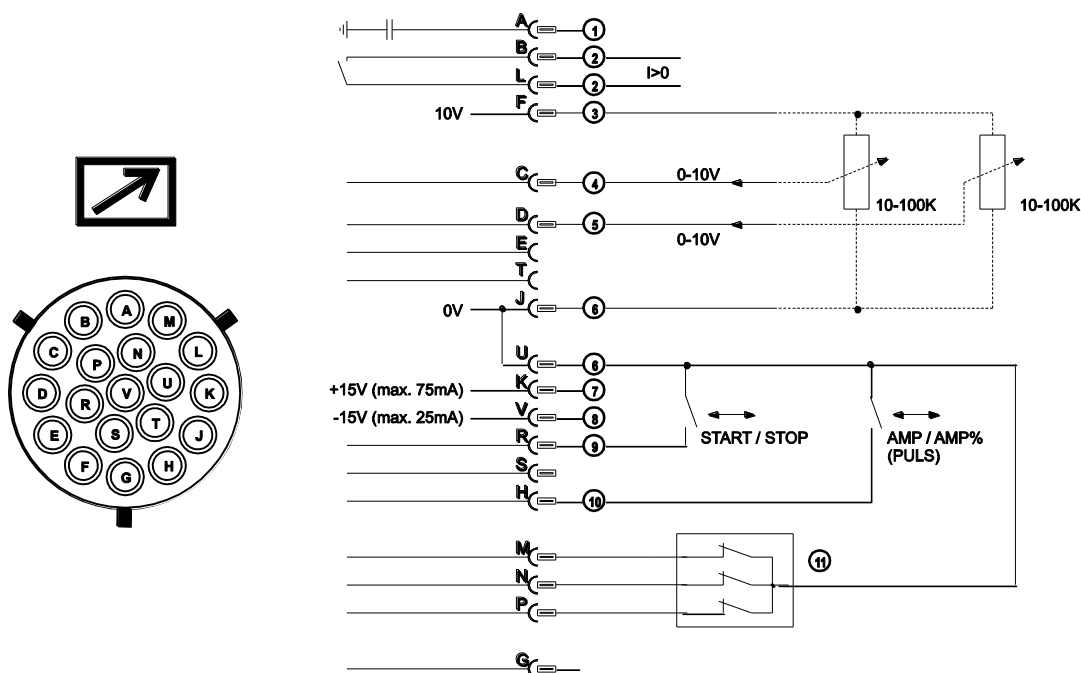 A 1
B 2
L 2 I>0
F 3
10V
C 4 0-10V
10-100K 10-100K
D 5
0-10V
E
T
J 6
0V
U 6
K 7
+15V (max. 75mA)
V 8
-15V (max. 25mA)
R 9
START / STOP AMP / AMP%
(PULS)
S
H 10
M 11
N
P
G
A
B M
C P N L
D R V U K
E S T J
F G H